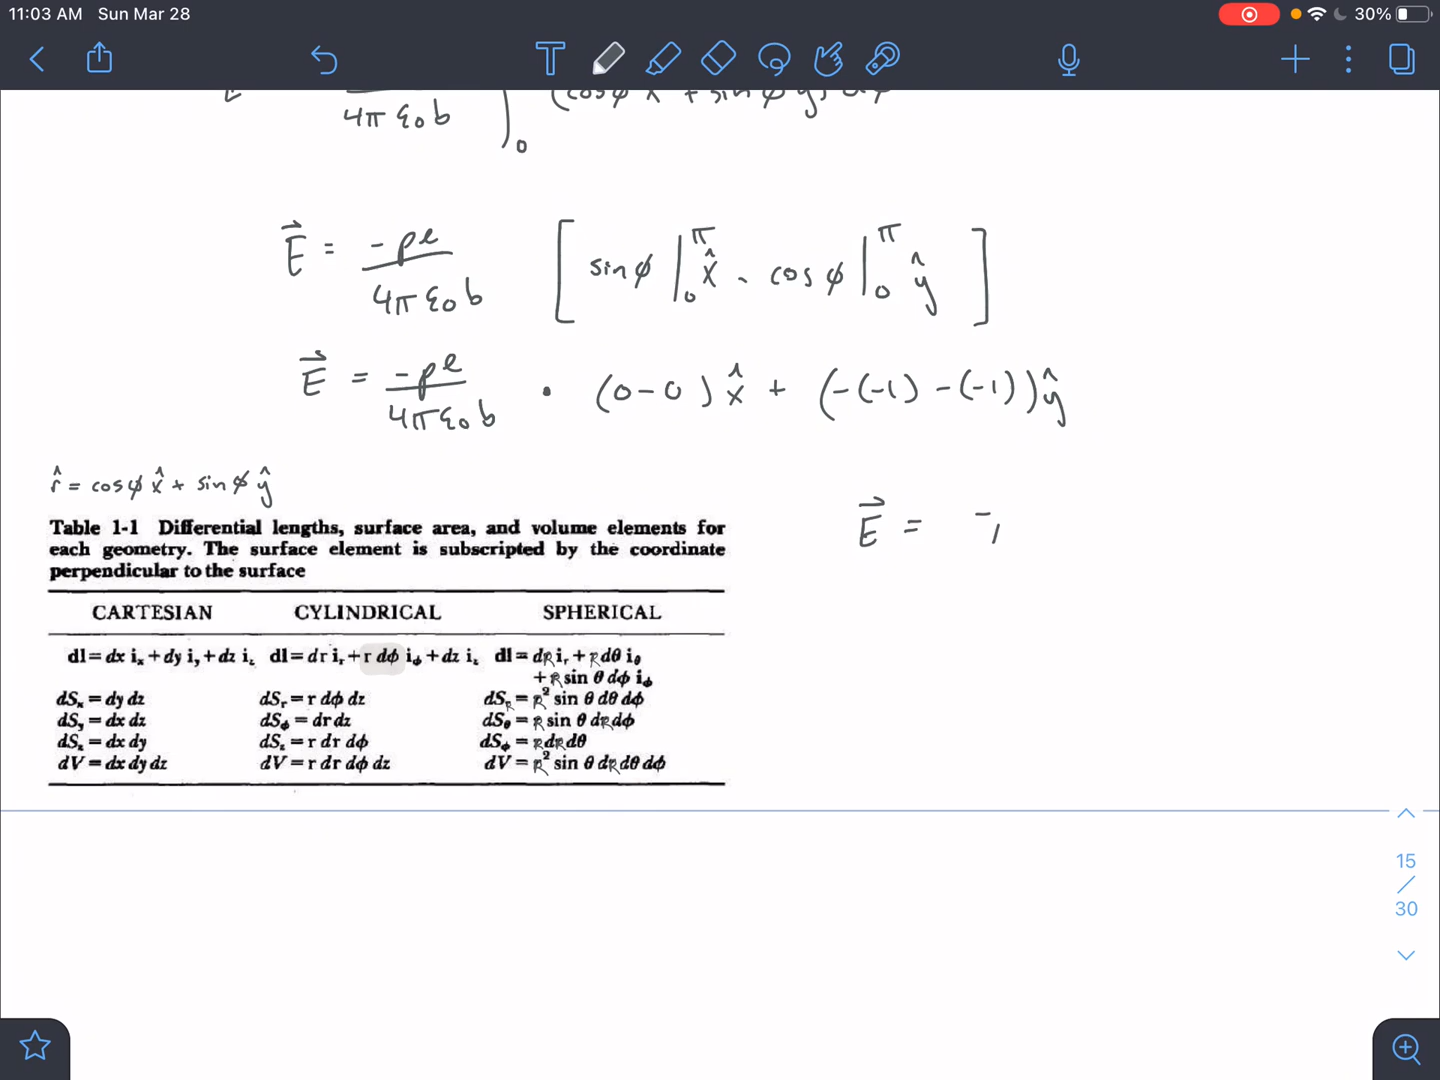 11:03 AM Sun Mar 28
30%
4π ε₀ b ∫₀ (cosφ x̂ + sin φ ŷ) dφ
E⃗ = -ρℓ / 4π ε₀ b [ sin φ |₀^π x̂ - cos φ |₀^π ŷ ]
E⃗ = -ρℓ / 4π ε₀ b • (0-0) x̂ + (-(-1) -(-1)) ŷ
r̂ = cosφ x̂ + sin φ ŷ
E⃗ = -
Table 1-1 Differential lengths, surface area, and volume elements for
each geometry. The surface element is subscripted by the coordinate
perpendicular to the surface
CARTESIAN CYLINDRICAL SPHERICAL
dl=dx iₓ+dy i_y+dz i_z dl=dr i_r+r dφ i_φ+dz i_z dl=dR i_r+R dθ i_θ
+R sin θ dφ i_φ
dSₓ=dy dz dS_r=r dφ dz dS_R=R² sin θ dθ dφ
dS_y=dx dz dS_φ=dr dz dS_θ=R sin θ dR dφ
dS_z=dx dy dS_z=r dr dφ dS_φ=R dR dθ
dV=dx dy dz dV=r dr dφ dz dV=R² sin θ dR dθ dφ
15
/
30